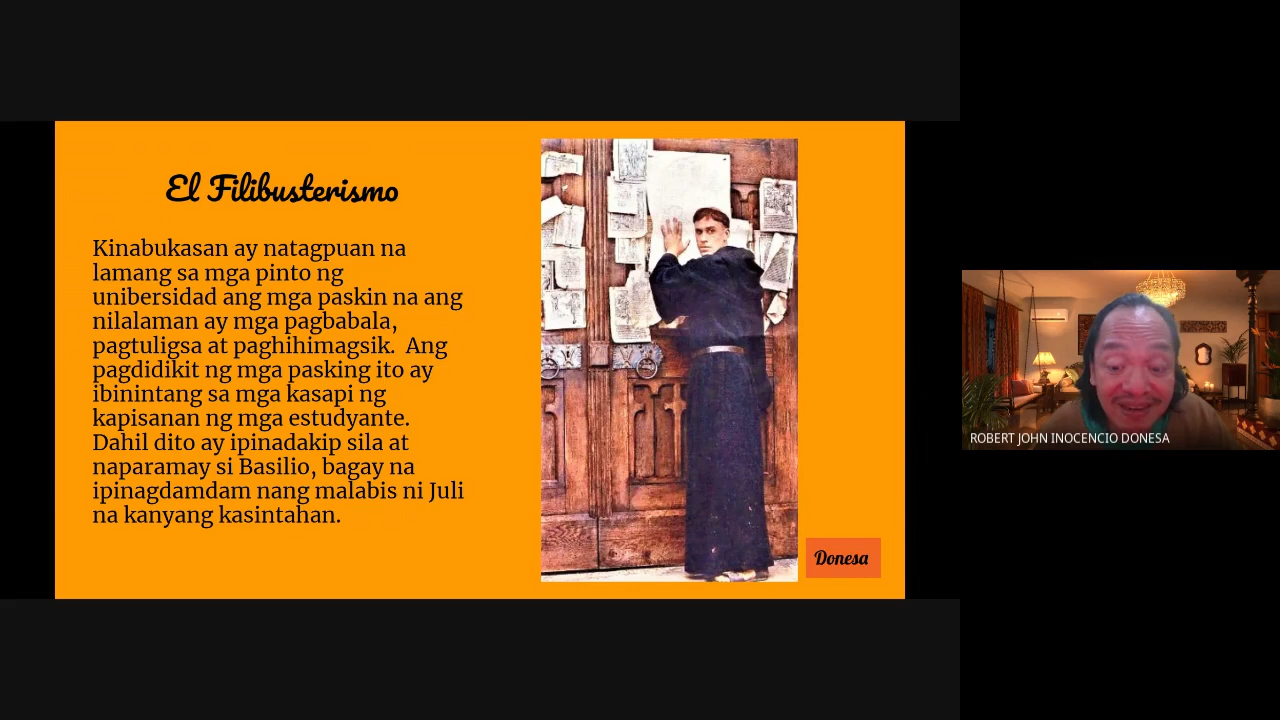 El Filibusterismo
Kinabukasan ay natagpuan na
lamang sa mga pinto ng
unibersidad ang mga paskin na ang
nilalaman ay mga pagbabala,
pagtuligsa at paghihimagsik.  Ang
pagdidikit ng mga pasking ito ay
ibinintang sa mga kasapi ng
kapisanan ng mga estudyante.
Dahil dito ay ipinadakip sila at
naparamay si Basilio, bagay na
ipinagdamdam nang malabis ni Juli
na kanyang kasintahan.
Donesa
ROBERT JOHN INOCENCIO DONESA